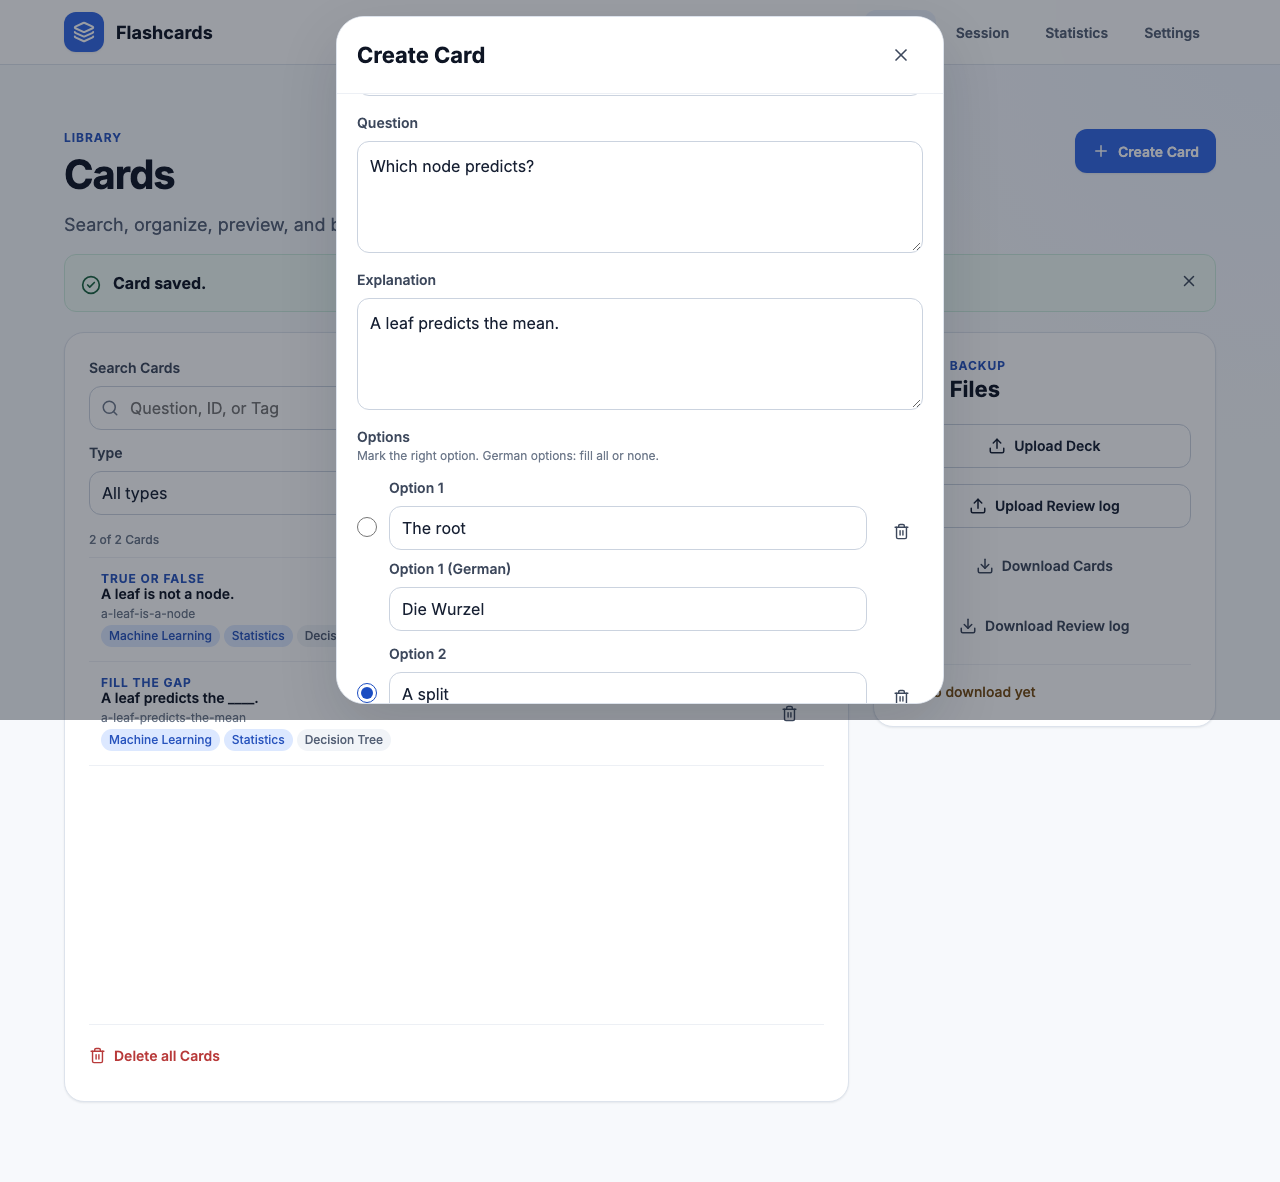 Flashcards
Session
Statistics
Settings
LIBRARY
Cards
Search, organize, preview, and
Create Card
Card saved.
Search Cards
Question, ID, or Tag
Type
All types
2 of 2 Cards
TRUE OR FALSE
A leaf is not a node.
a-leaf-is-a-node
Machine Learning
Statistics
Decis
FILL THE GAP
A leaf predicts the ____.
a-leaf-predicts-the-mean
Machine Learning
Statistics
Decision Tree
Delete all Cards
Create Card
Question
Which node predicts?
Explanation
A leaf predicts the mean.
Options
Mark the right option. German options: fill all or none.
Option 1
The root
Option 1 (German)
Die Wurzel
Option 2
A split
BACKUP
Files
Upload Deck
Upload Review log
Download Cards
Download Review log
download yet